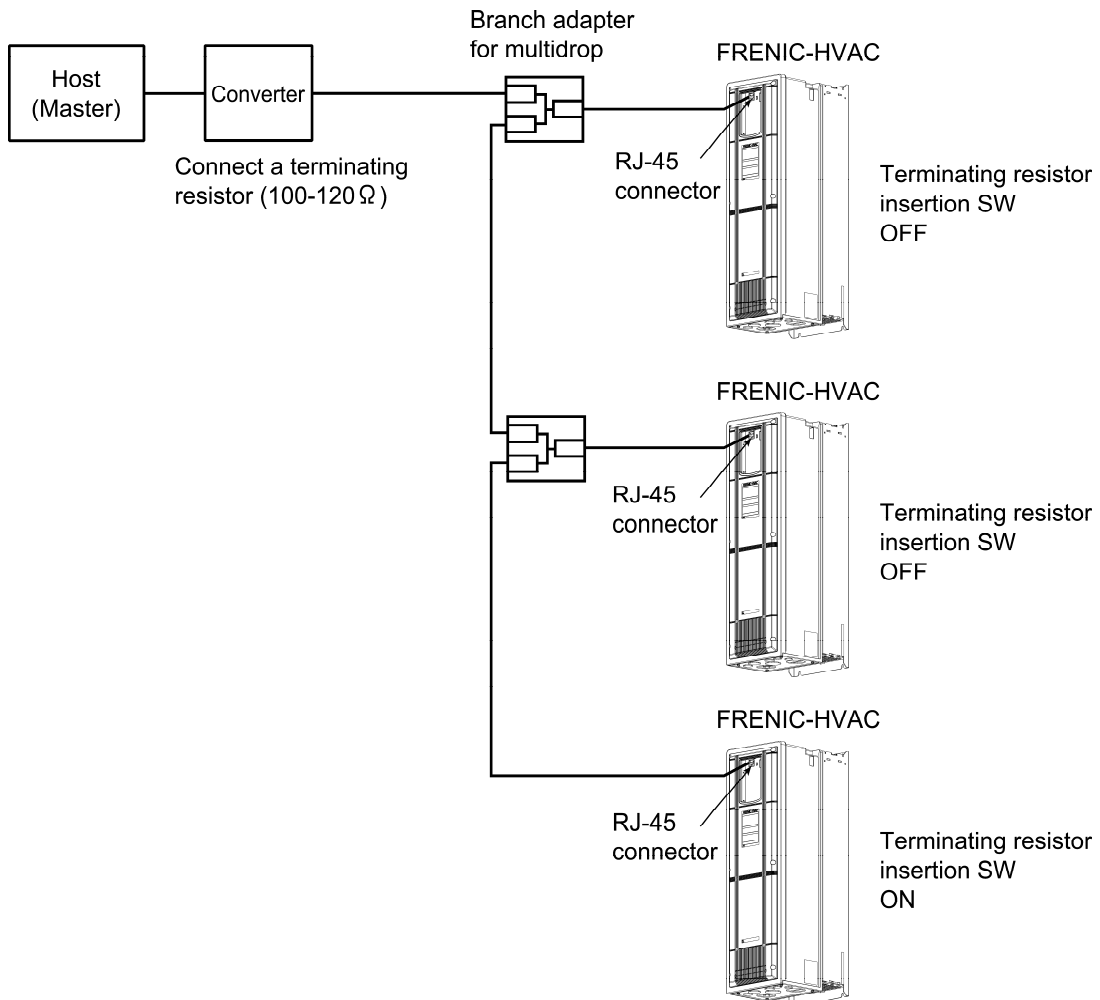 Branch adapter
for multidrop
FRENIC-HVAC
Host
(Master)
Converter
Connect a terminating
resistor (100-120Ω)
RJ-45
connector
Terminating resistor
insertion SW
OFF
FRENIC-HVAC
RJ-45
connector
Terminating resistor
insertion SW
OFF
FRENIC-HVAC
RJ-45
connector
Terminating resistor
insertion SW
ON